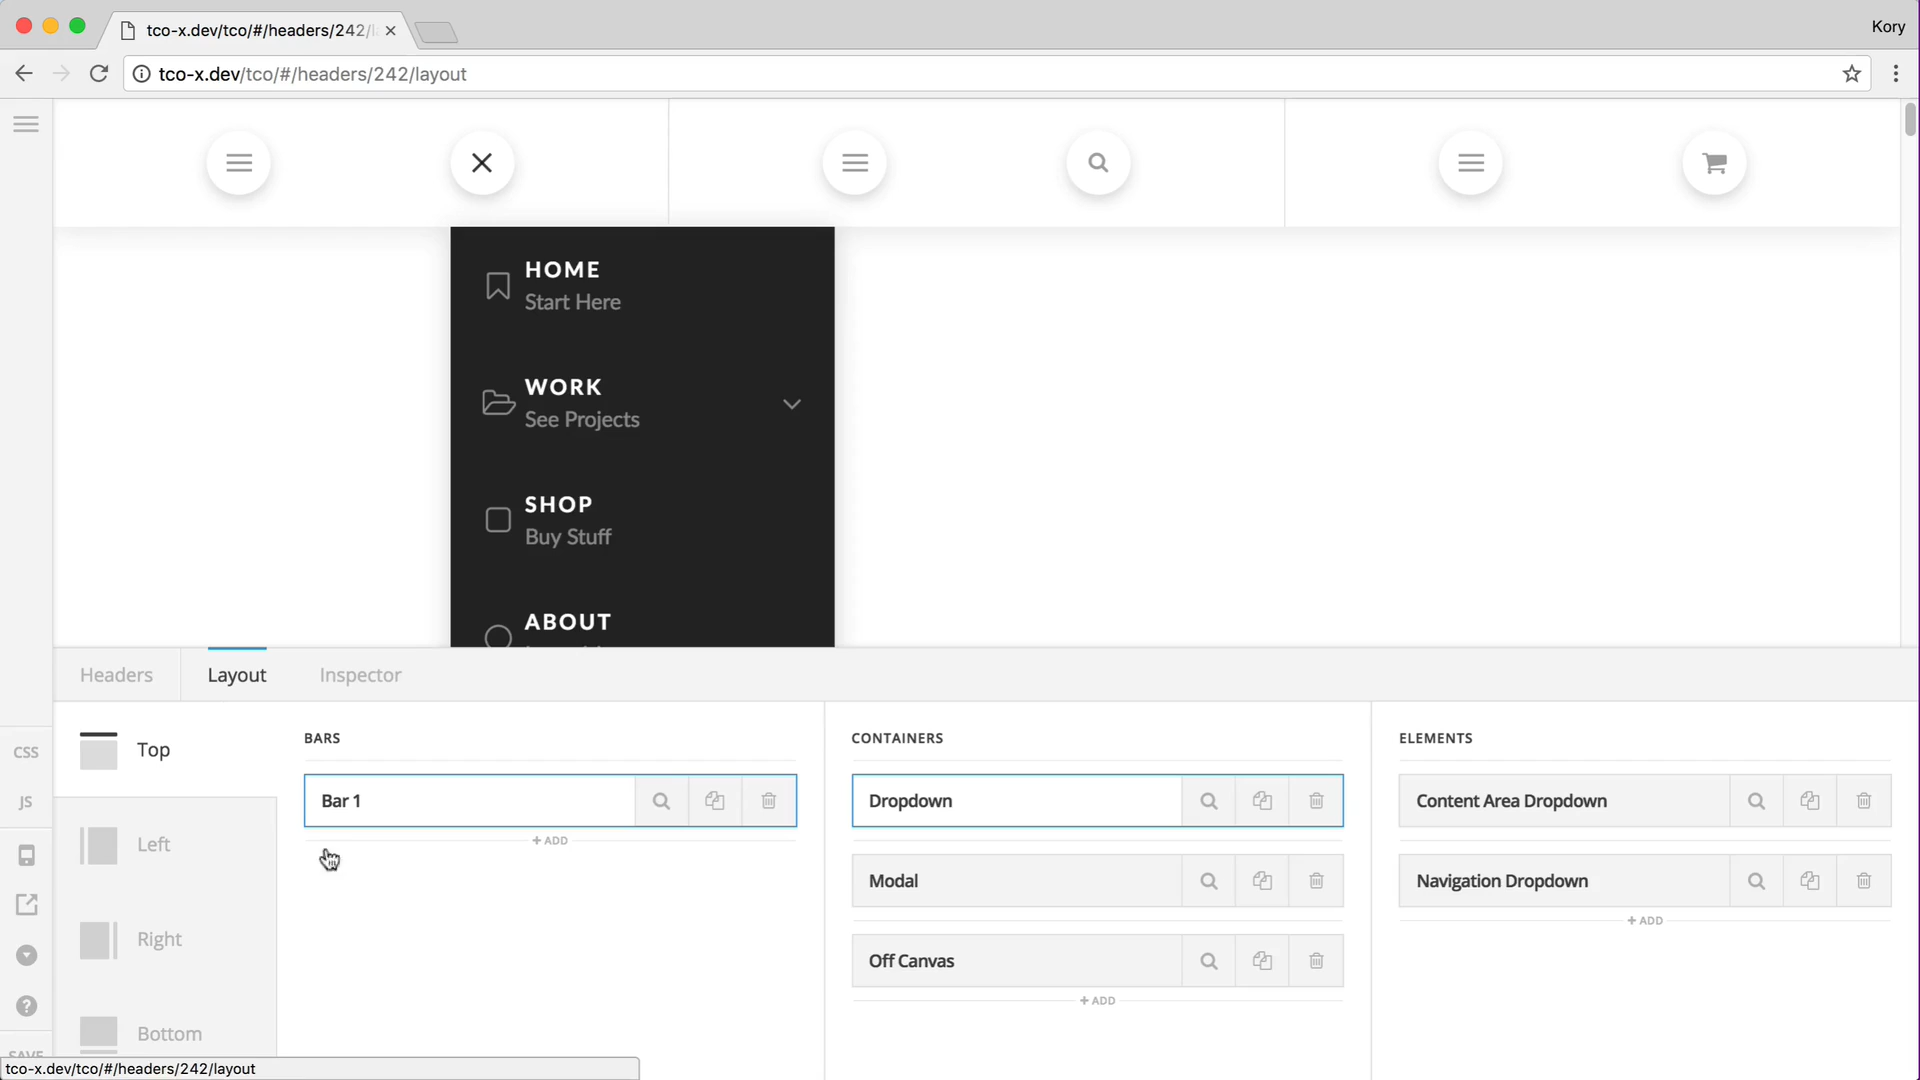 tco-x.dev/tco/#/headers/242/l
Kory
tco-x.dev/tco/#/headers/242/layout
HOME
Start Here
WORK
See Projects
SHOP
Buy Stuff
ABOUT
Headers
Layout
Inspector
CSS
JS
SAVE
Top
Left
Right
Bottom
BARS
Bar 1
+ ADD
CONTAINERS
Dropdown
Modal
Off Canvas
+ ADD
ELEMENTS
Content Area Dropdown
Navigation Dropdown
+ ADD
tco-x.dev/tco/#/headers/242/layout